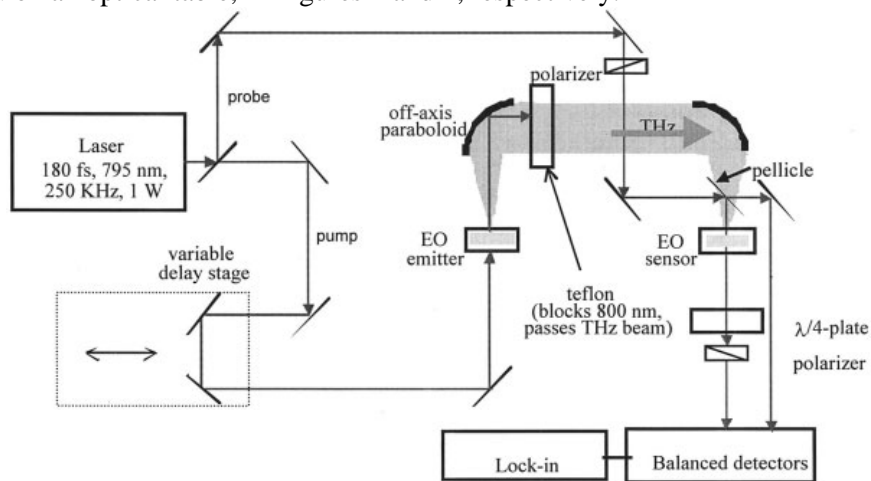 probe
polarizer
off-axis
paraboloid
THz
Laser
180 fs, 795 nm,
250 KHz, 1 W
pellicle
pump
EO
emitter
EO
sensor
variable
delay stage
teflon
(blocks 800 nm,
passes THz beam)
λ/4-plate
polarizer
Lock-in
Balanced detectors